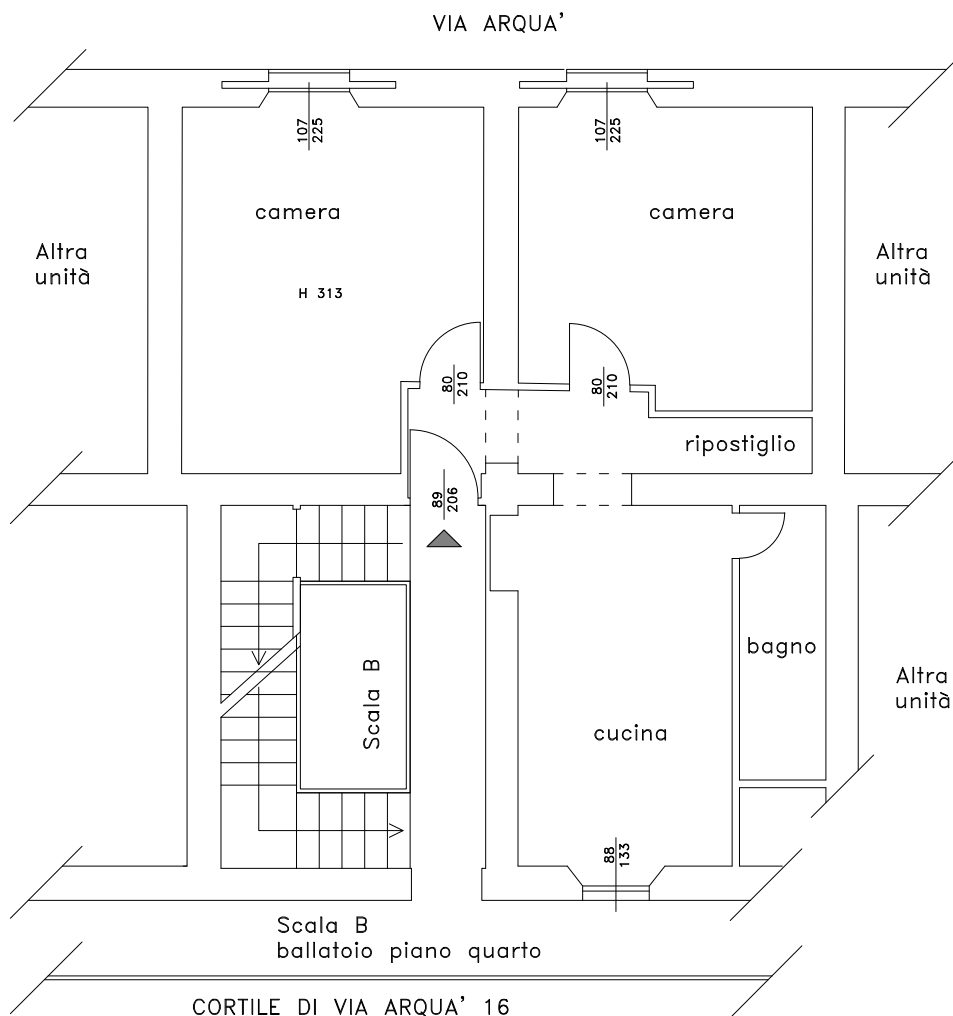 VIA ARQUA'
107
225
107
225
camera
camera
Altra
unità
Altra
unità
H 313
80
210
80
210
ripostiglio
89
206
bagno
Scala B
Altra
unità
cucina
88
133
Scala B
ballatoio piano quarto
CORTILE DI VIA ARQUA' 16